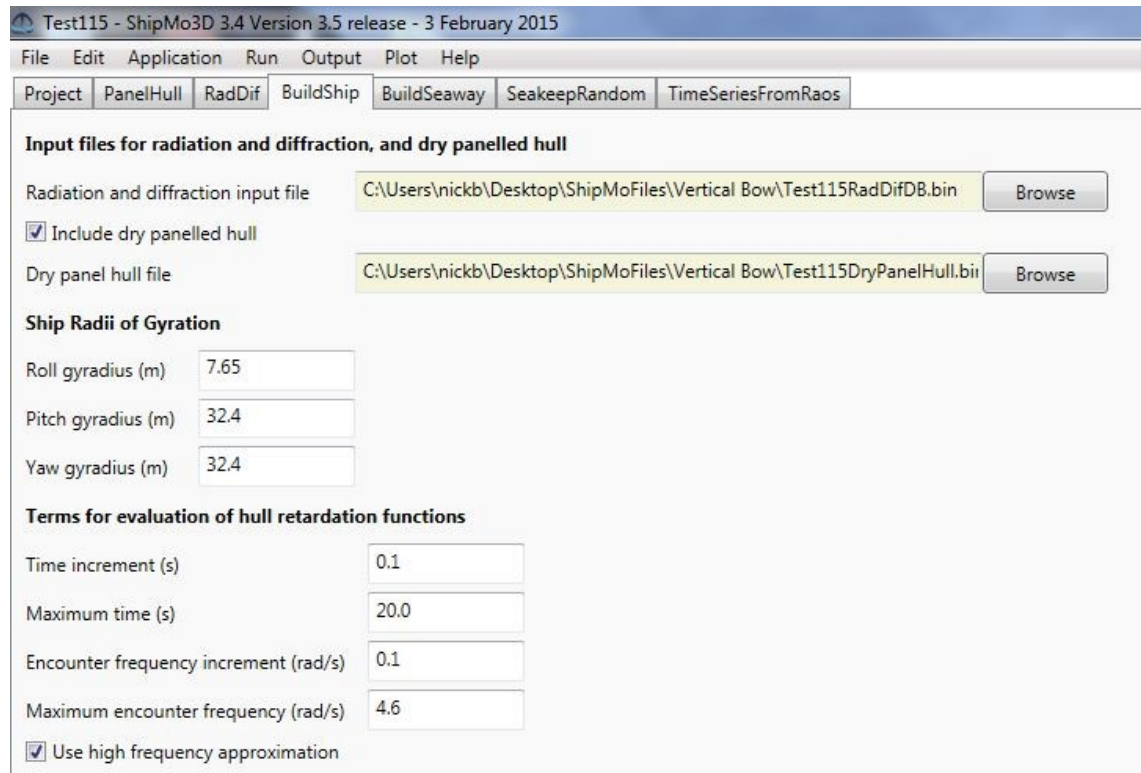 Test115 - ShipMo3D 3.4 Version 3.5 release - 3 February 2015
File Edit Application Run Output Plot Help
Project PanelHull RadDif BuildShip BuildSeaway SeakeepRandom TimeSeriesFromRaos
Input files for radiation and diffraction, and dry panelled hull
Radiation and diffraction input file C:\Users\nickb\Desktop\ShipMoFiles\Vertical Bow\Test115RadDifDB.bin Browse
Include dry panelled hull
Dry panel hull file C:\Users\nickb\Desktop\ShipMoFiles\Vertical Bow\Test115DryPanelHull.bin Browse
Ship Radii of Gyration
Roll gyradius (m) 7.65
Pitch gyradius (m) 32.4
Yaw gyradius (m) 32.4
Terms for evaluation of hull retardation functions
Time increment (s) 0.1
Maximum time (s) 20.0
Encounter frequency increment (rad/s) 0.1
Maximum encounter frequency (rad/s) 4.6
Use high frequency approximation